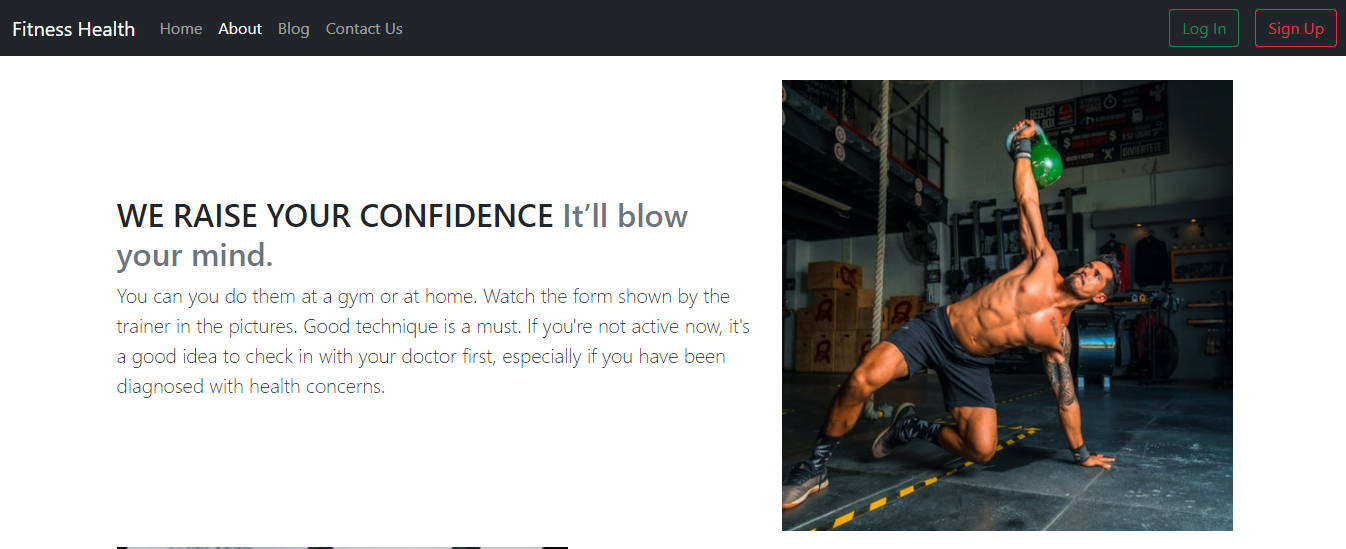 Fitness Health Home About Blog Contact Us Log In Sign Up
WE RAISE YOUR CONFIDENCE It’ll blow
your mind.
You can you do them at a gym or at home. Watch the form shown by the
trainer in the pictures. Good technique is a must. If you're not active now, it's
a good idea to check in with your doctor first, especially if you have been
diagnosed with health concerns.
REGLAS
DIVIÉRTETE